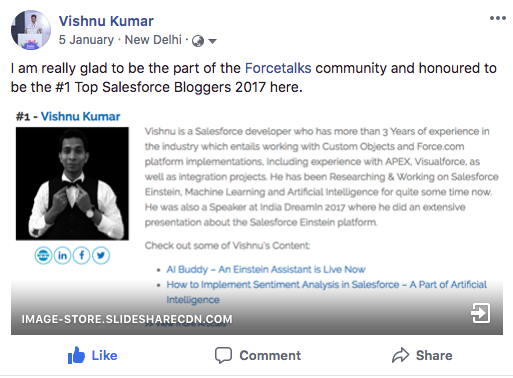 Vishnu Kumar
5 January · New Delhi ·
I am really glad to be the part of the Forcetalks community and honoured to
be the #1 Top Salesforce Bloggers 2017 here.
#1 - Vishnu Kumar
Vishnu is a Salesforce developer who has more than 3 Years of experience in
the industry which entails working with Custom Objects and Force.com
platform implementations, Including experience with APEX, Visualforce, as
well as integration projects. He has been Researching & Working on Salesforce
Einstein, Machine Learning and Artificial Intelligence for quite some time now.
He was also a Speaker at India DreamIn 2017 where he did an extensive
presentation about the Salesforce Einstein platform.
Check out some of Vishnu's Content:
• AI Buddy – An Einstein Assistant is Live Now
• How to Implement Sentiment Analysis in Salesforce – A Part of Artificial
Intelligence
IMAGE-STORE.SLIDESHARECDN.COM
Like Comment Share